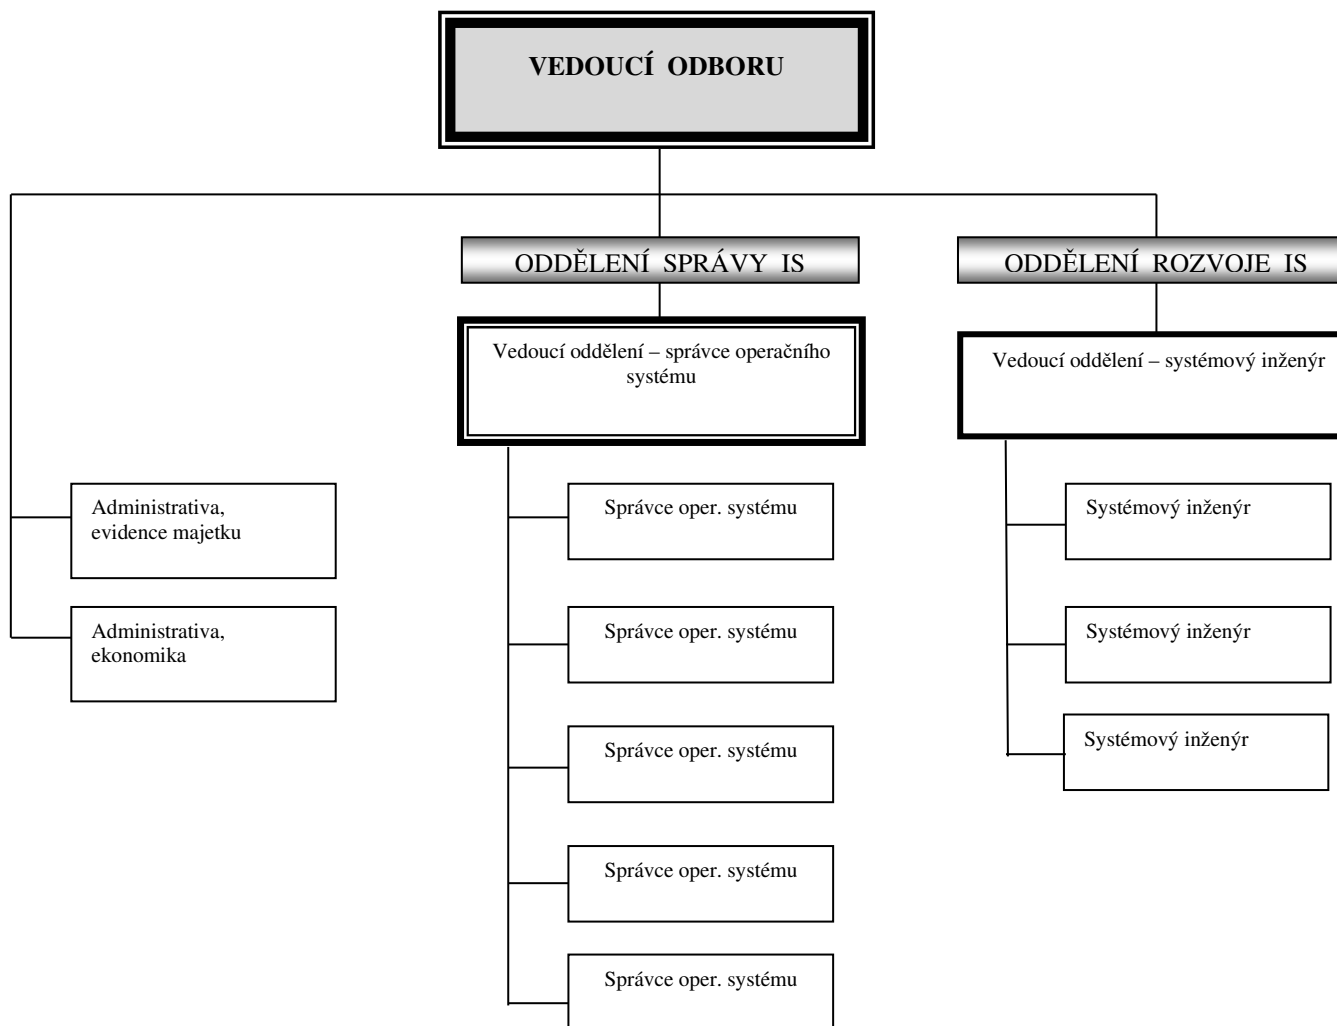 VEDOUCÍ ODBORU
ODDĚLENÍ SPRÁVY IS
ODDĚLENÍ ROZVOJE IS
Vedoucí oddělení – správce operačního
systému
Vedoucí oddělení – systémový inženýr
Administrativa,
evidence majetku
Administrativa,
ekonomika
Správce oper. systému
Správce oper. systému
Správce oper. systému
Správce oper. systému
Správce oper. systému
Systémový inženýr
Systémový inženýr
Systémový inženýr